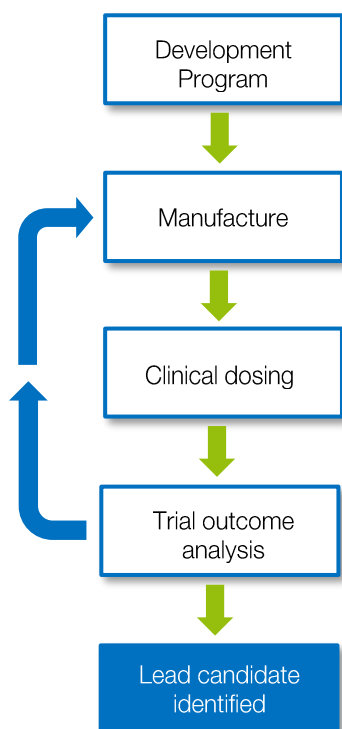 Development
Program
Manufacture
Clinical dosing
Trial outcome
analysis
Lead candidate
identified